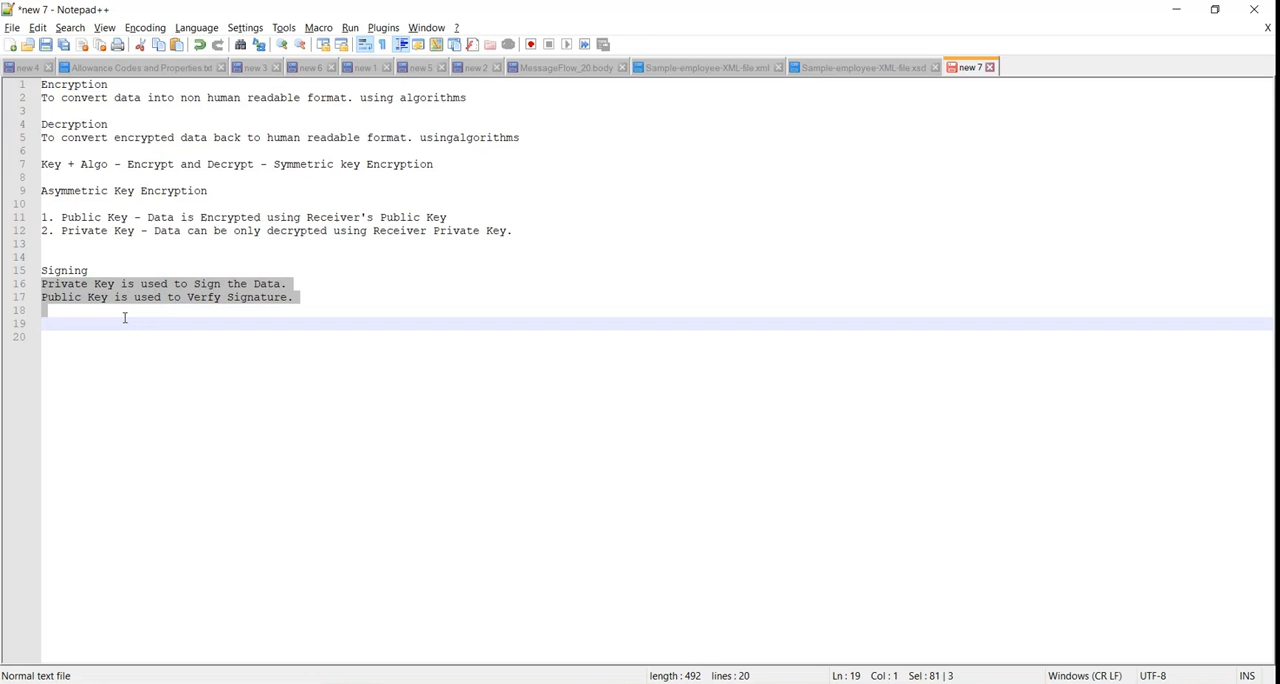 *new 7 - Notepad++
File Edit Search View Encoding Language Settings Tools Macro Run Plugins Window ?
X
new 4 Allowance Codes and Properties.txt new 3 new 6 new 1 new 5 new 2 MessageFlow_20.body Sample-employee-XML-file.xml Sample-employee-XML-file.xsd new 7
1 Encryption
2 To convert data into non human readable format. using algorithms
3
4 Decryption
5 To convert encrypted data back to human readable format. usingalgorithms
6
7 Key + Algo - Encrypt and Decrypt - Symmetric key Encryption
8
9 Asymmetric Key Encryption
10
11 1. Public Key - Data is Encrypted using Receiver's Public Key
12 2. Private Key - Data can be only decrypted using Receiver Private Key.
13
14
15 Signing
16 Private Key is used to Sign the Data.
17 Public Key is used to Verfy Signature.
18
19
20
Normal text file length : 492 lines : 20 Ln : 19 Col : 1 Sel : 81 | 3 Windows (CR LF) UTF-8 INS